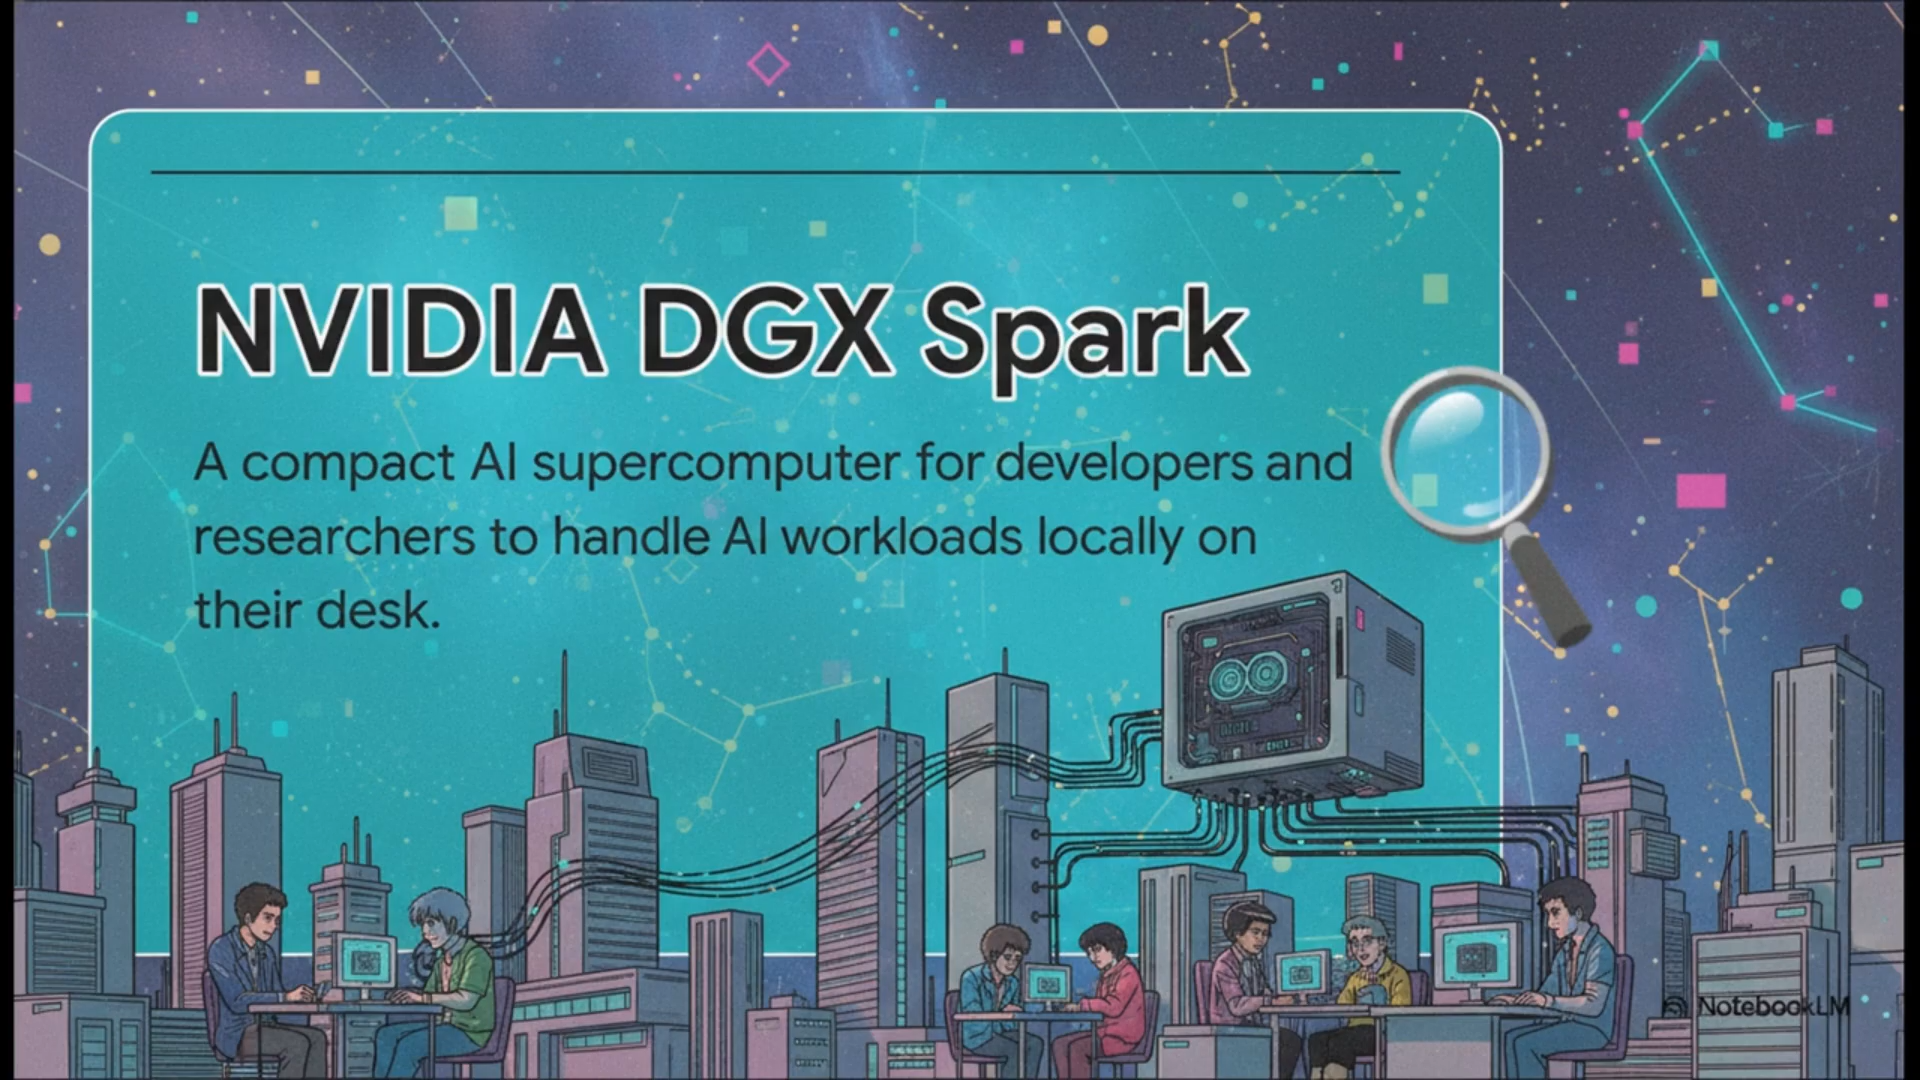 NVIDIA DGX Spark
A compact AI supercomputer for developers and
researchers to handle AI workloads locally on
their desk.
NotebookLM